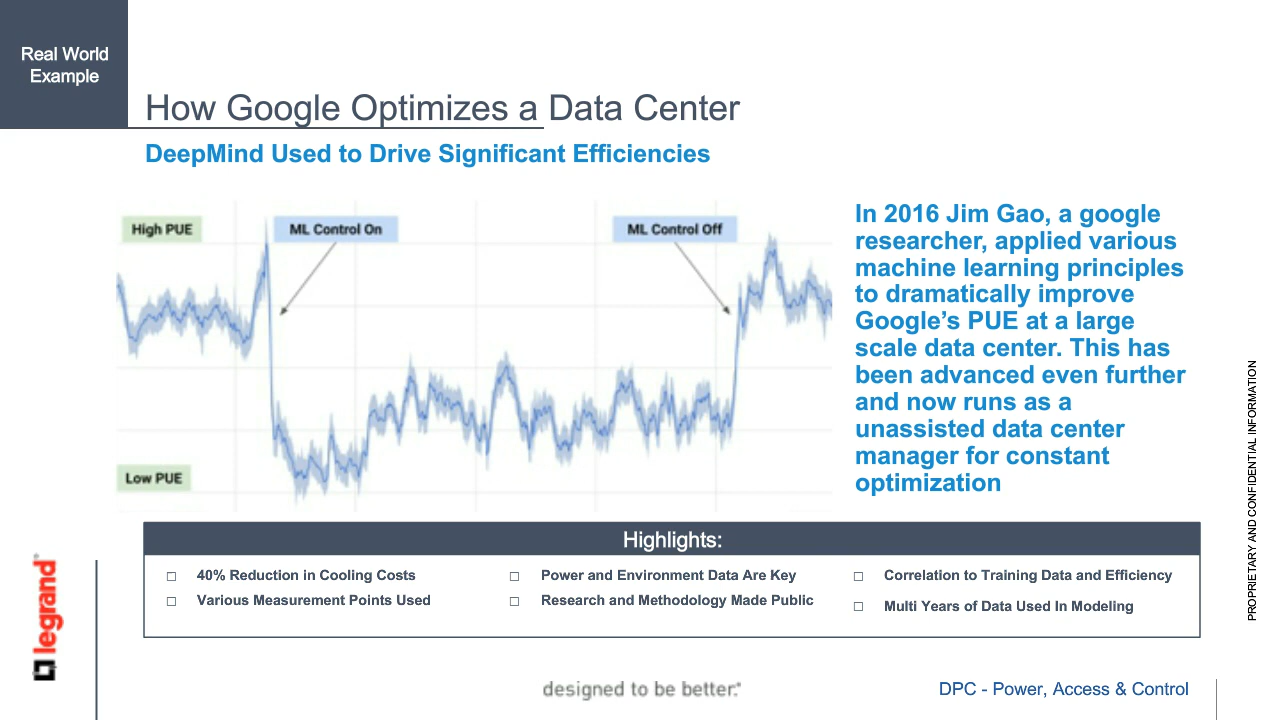 Real World
Example
How Google Optimizes a Data Center
DeepMind Used to Drive Significant Efficiencies
High PUE
ML Control On
ML Control Off
Low PUE
In 2016 Jim Gao, a google
researcher, applied various
machine learning principles
to dramatically improve
Google's PUE at a large
scale data center. This has
been advanced even further
and now runs as a
unassisted data center
manager for constant
optimization
Highlights:
40% Reduction in Cooling Costs
Various Measurement Points Used
Power and Environment Data Are Key
Research and Methodology Made Public
Correlation to Training Data and Efficiency
Multi Years of Data Used In Modeling
PROPRIETARY AND CONFIDENTIAL INFORMATION
legrand®
designed to be better.™
DPC - Power, Access & Control